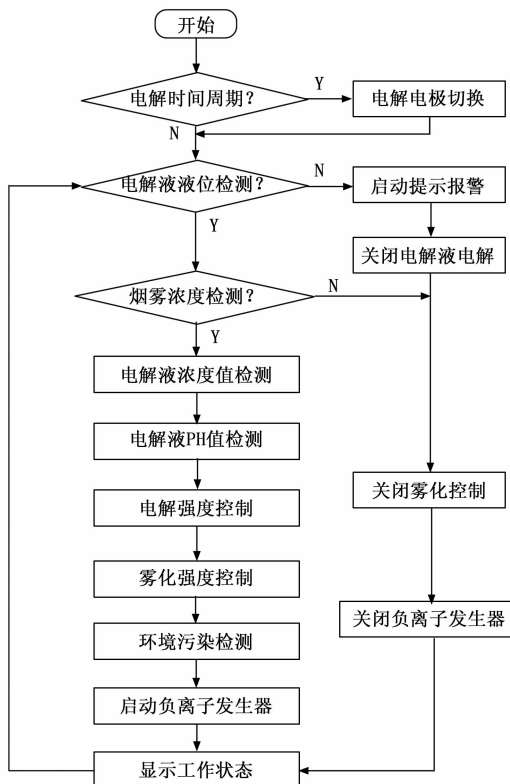 开始
电解时间周期?
Y
电解电极切换
N
电解液液位检测?
N
启动提示报警
Y
关闭电解液电解
烟雾浓度检测?
N
Y
电解液浓度值检测
电解液PH值检测
电解强度控制
关闭雾化控制
雾化强度控制
关闭负离子发生器
环境污染检测
启动负离子发生器
显示工作状态